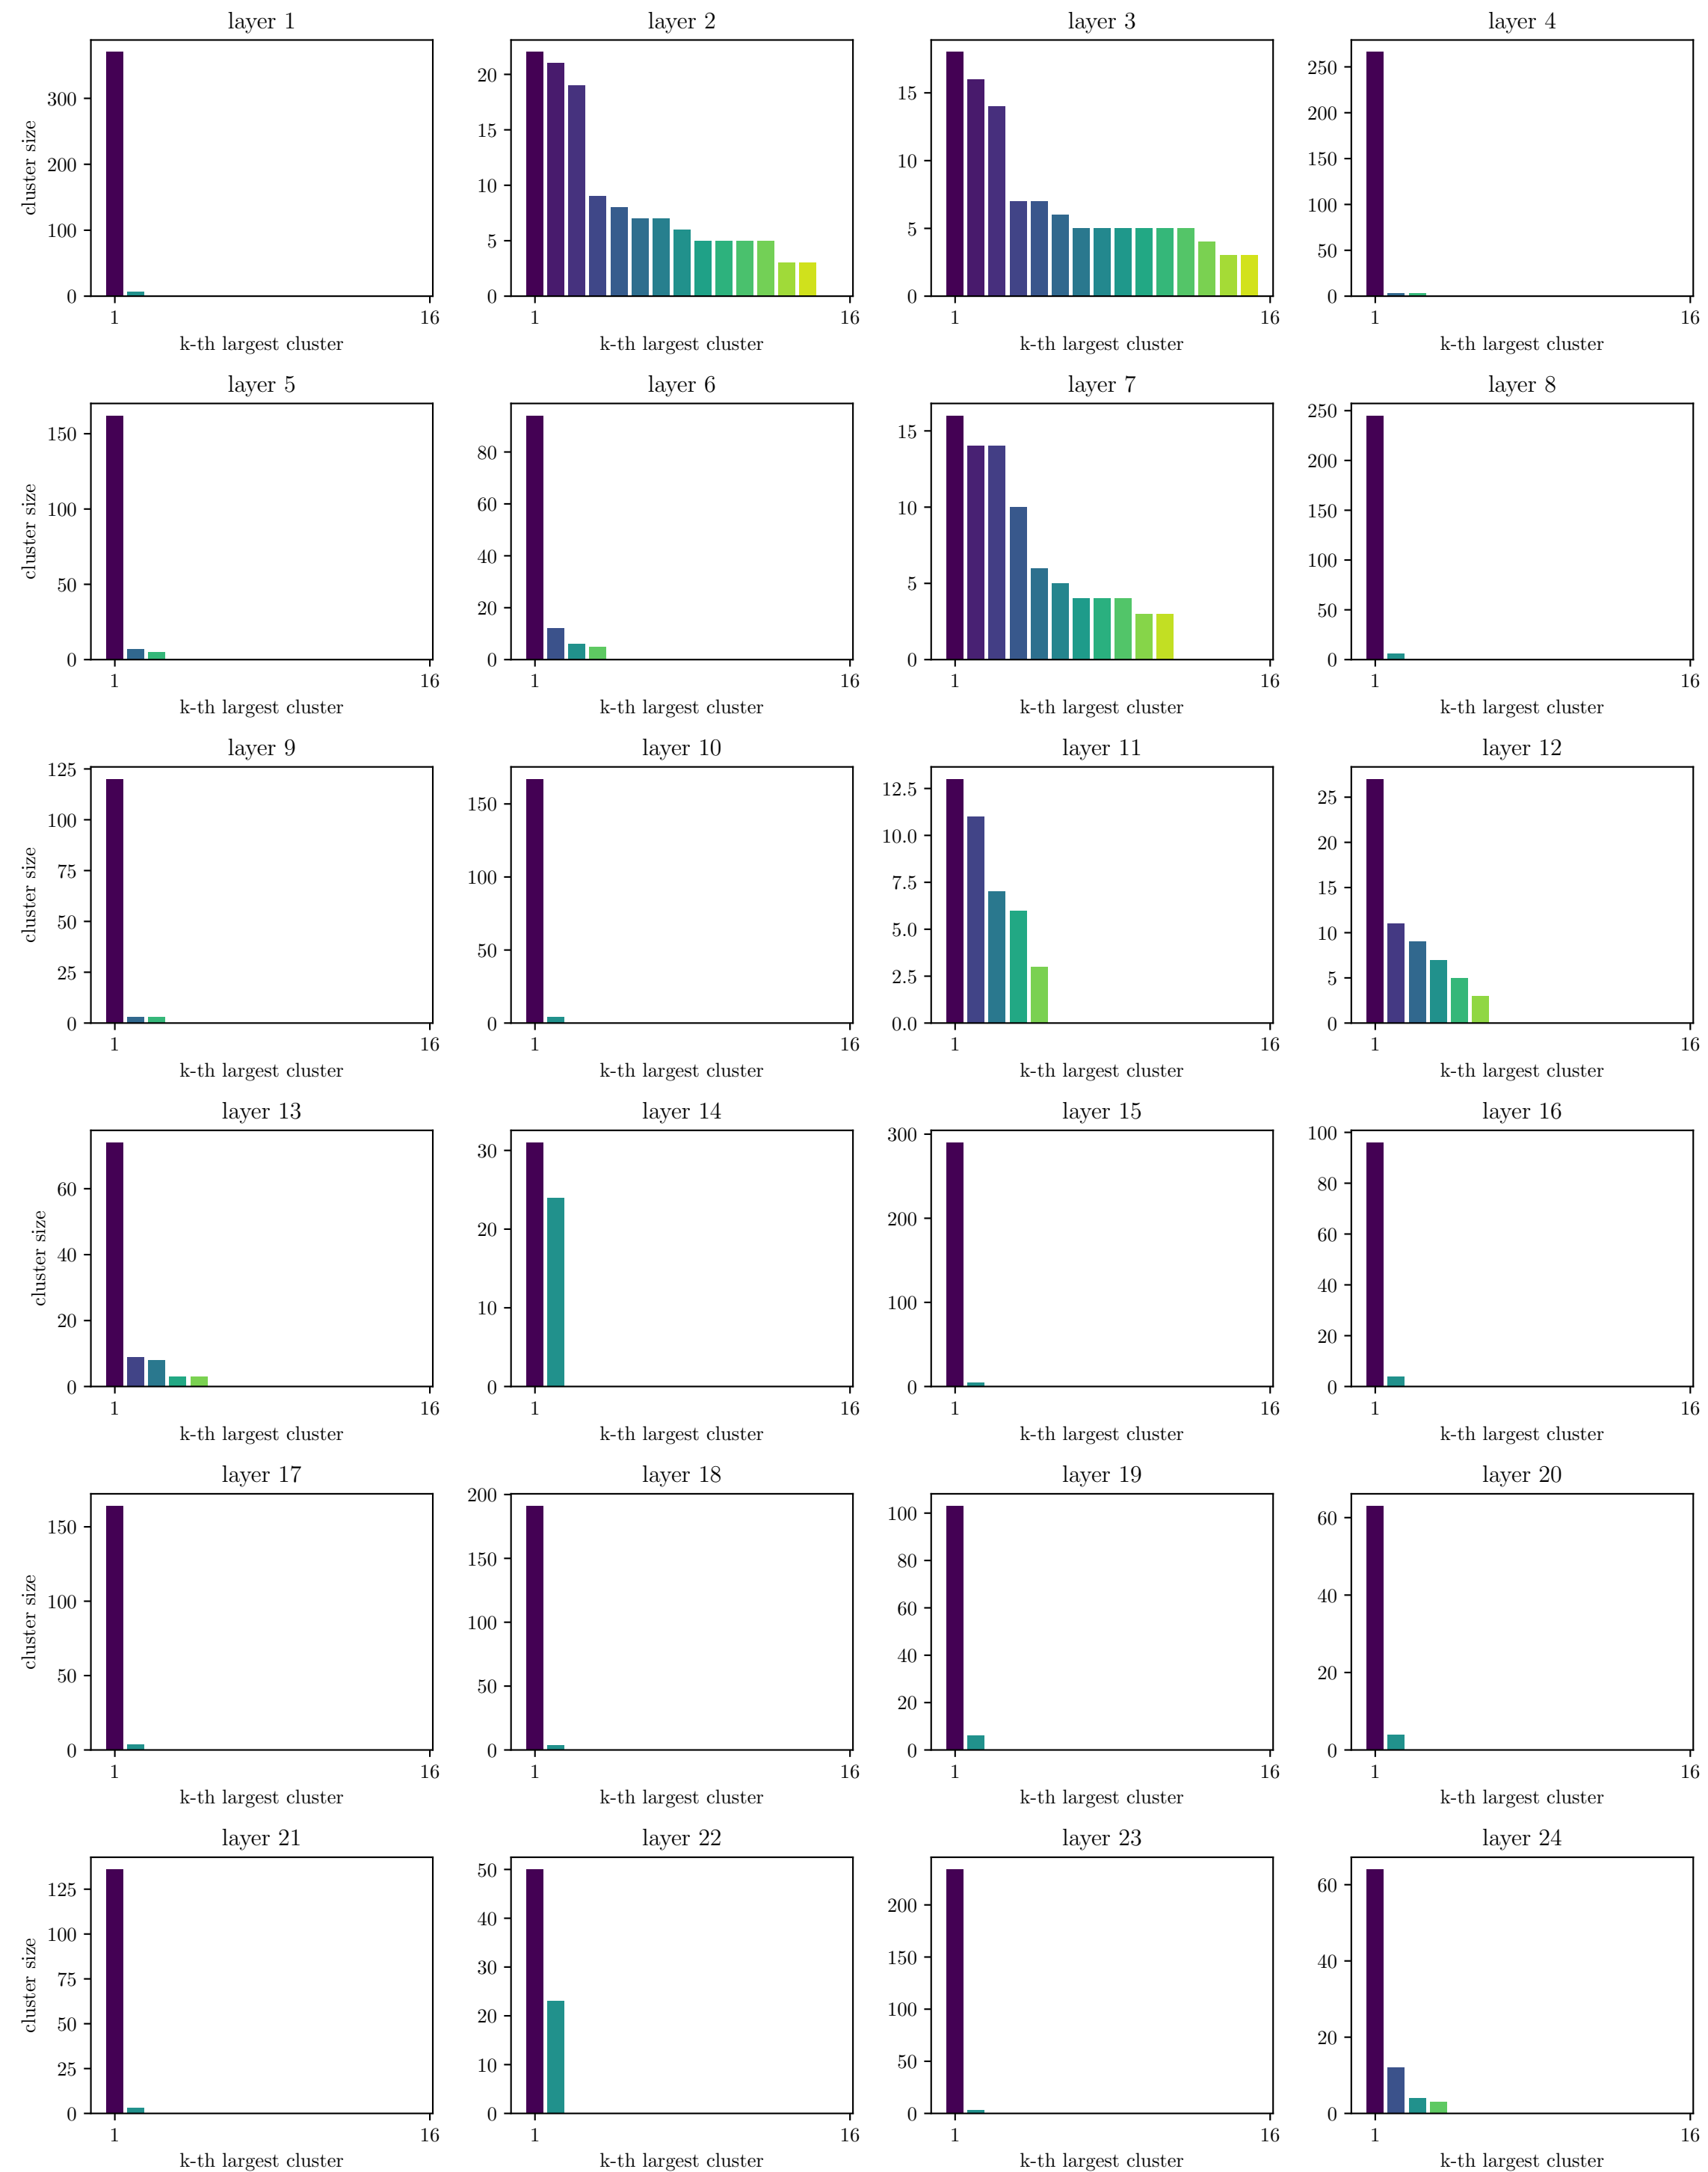 layer 1
cluster size
300
200
100
0
1 16
k-th largest cluster
layer 2
20
15
10
5
0
1 16
k-th largest cluster
layer 3
15
10
5
0
1 16
k-th largest cluster
layer 4
250
200
150
100
50
0
1 16
k-th largest cluster
layer 5
cluster size
150
100
50
0
1 16
k-th largest cluster
layer 6
80
60
40
20
0
1 16
k-th largest cluster
layer 7
15
10
5
0
1 16
k-th largest cluster
layer 8
250
200
150
100
50
0
1 16
k-th largest cluster
layer 9
cluster size
125
100
75
50
25
0
1 16
k-th largest cluster
layer 10
150
100
50
0
1 16
k-th largest cluster
layer 11
12.5
10.0
7.5
5.0
2.5
0.0
1 16
k-th largest cluster
layer 12
25
20
15
10
5
0
1 16
k-th largest cluster
layer 13
cluster size
60
40
20
0
1 16
k-th largest cluster
layer 14
30
20
10
0
1 16
k-th largest cluster
layer 15
300
200
100
0
1 16
k-th largest cluster
layer 16
100
80
60
40
20
0
1 16
k-th largest cluster
layer 17
cluster size
150
100
50
0
1 16
k-th largest cluster
layer 18
200
150
100
50
0
1 16
k-th largest cluster
layer 19
100
80
60
40
20
0
1 16
k-th largest cluster
layer 20
60
40
20
0
1 16
k-th largest cluster
layer 21
cluster size
125
100
75
50
25
0
1 16
k-th largest cluster
layer 22
50
40
30
20
10
0
1 16
k-th largest cluster
layer 23
200
150
100
50
0
1 16
k-th largest cluster
layer 24
60
40
20
0
1 16
k-th largest cluster